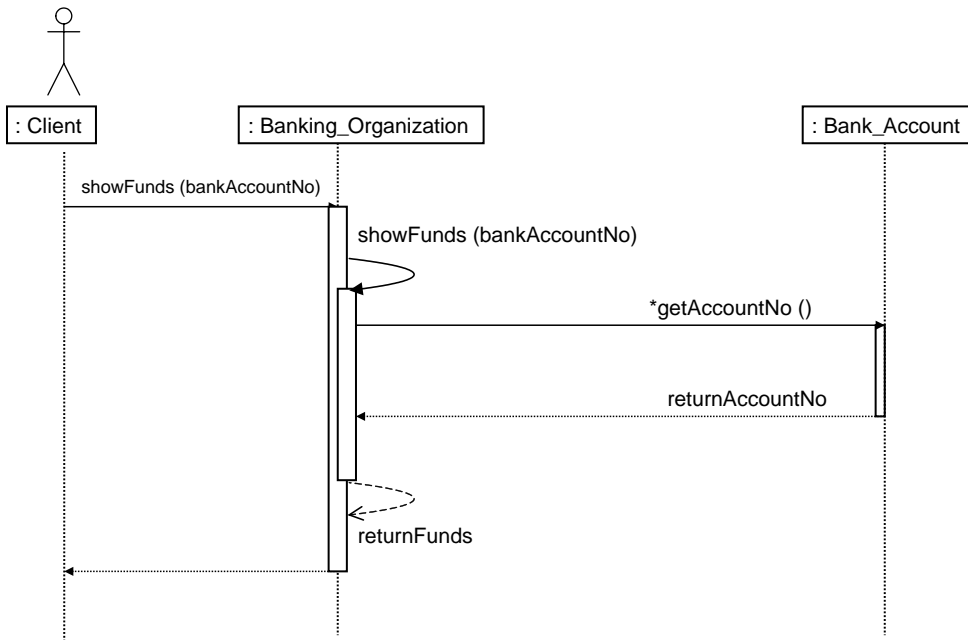 : Client
: Banking_Organization
: Bank_Account
showFunds (bankAccountNo)
showFunds (bankAccountNo)
*getAccountNo ()
returnAccountNo
returnFunds